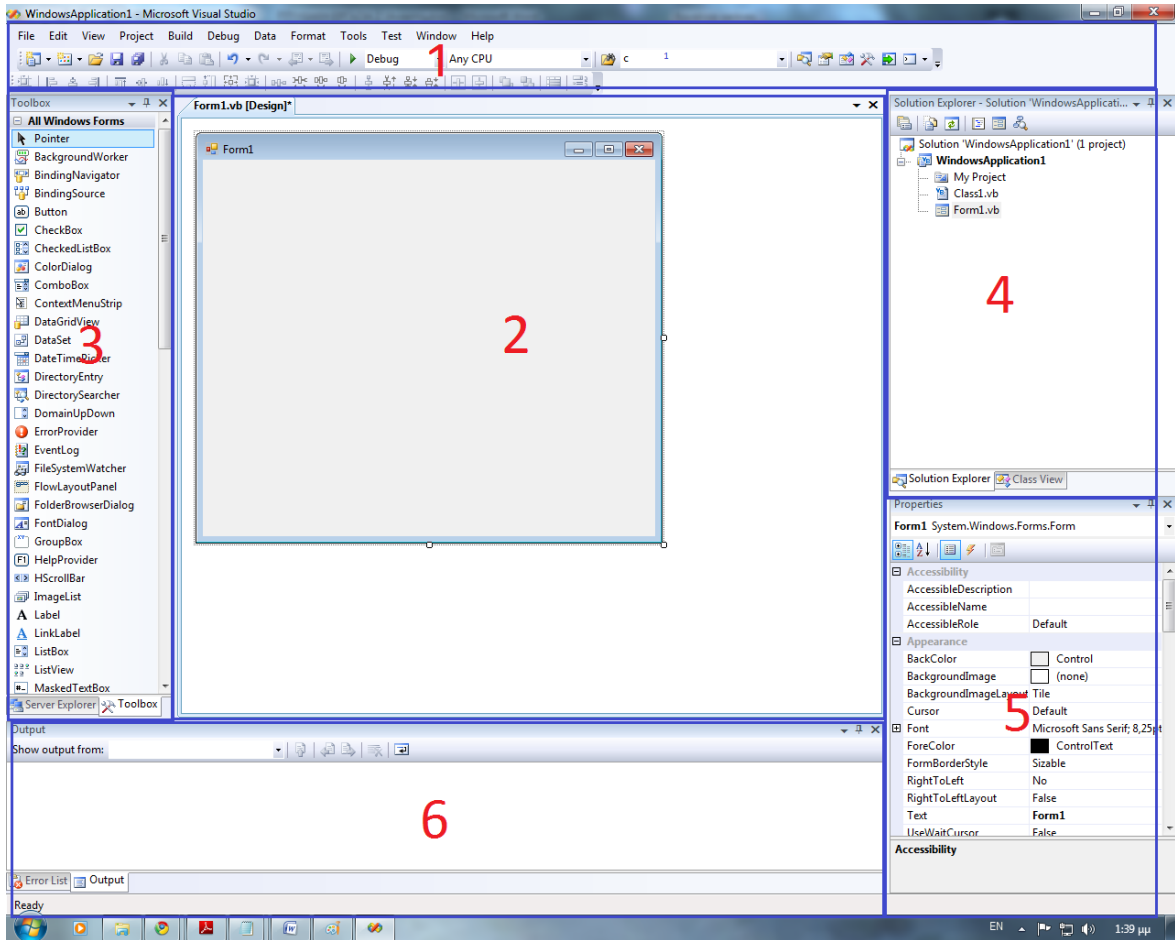 WindowsApplication1 - Microsoft Visual Studio
File Edit View Project Build Debug Data Format Tools Test Window Help
Debug Any CPU c 1
1
Toolbox
All Windows Forms
Pointer
BackgroundWorker
BindingNavigator
BindingSource
Button
CheckBox
CheckedListBox
ColorDialog
ComboBox
ContextMenuStrip
DataGridView
DataSet
DateTimePicker
DirectoryEntry
DirectorySearcher
DomainUpDown
ErrorProvider
EventLog
FileSystemWatcher
FlowLayoutPanel
FolderBrowserDialog
FontDialog
GroupBox
HelpProvider
HScrollBar
ImageList
Label
LinkLabel
ListBox
ListView
MaskedTextBox
Server Explorer Toolbox
3
Form1.vb [Design]*
Form1
2
Solution Explorer - Solution 'WindowsApplicati...
Solution 'WindowsApplication1' (1 project)
WindowsApplication1
My Project
Class1.vb
Form1.vb
4
Solution Explorer Class View
Properties
Form1 System.Windows.Forms.Form
Accessibility
AccessibleDescription
AccessibleName
AccessibleRole Default
Appearance
BackColor Control
BackgroundImage (none)
BackgroundImageLayout Tile
Cursor Default
Font Microsoft Sans Serif; 8,25pt
ForeColor ControlText
FormBorderStyle Sizable
RightToLeft No
RightToLeftLayout False
Text Form1
UseWaitCursor False
5
Accessibility
Output
Show output from:
6
Error List Output
Ready
EN 1:39 μμ